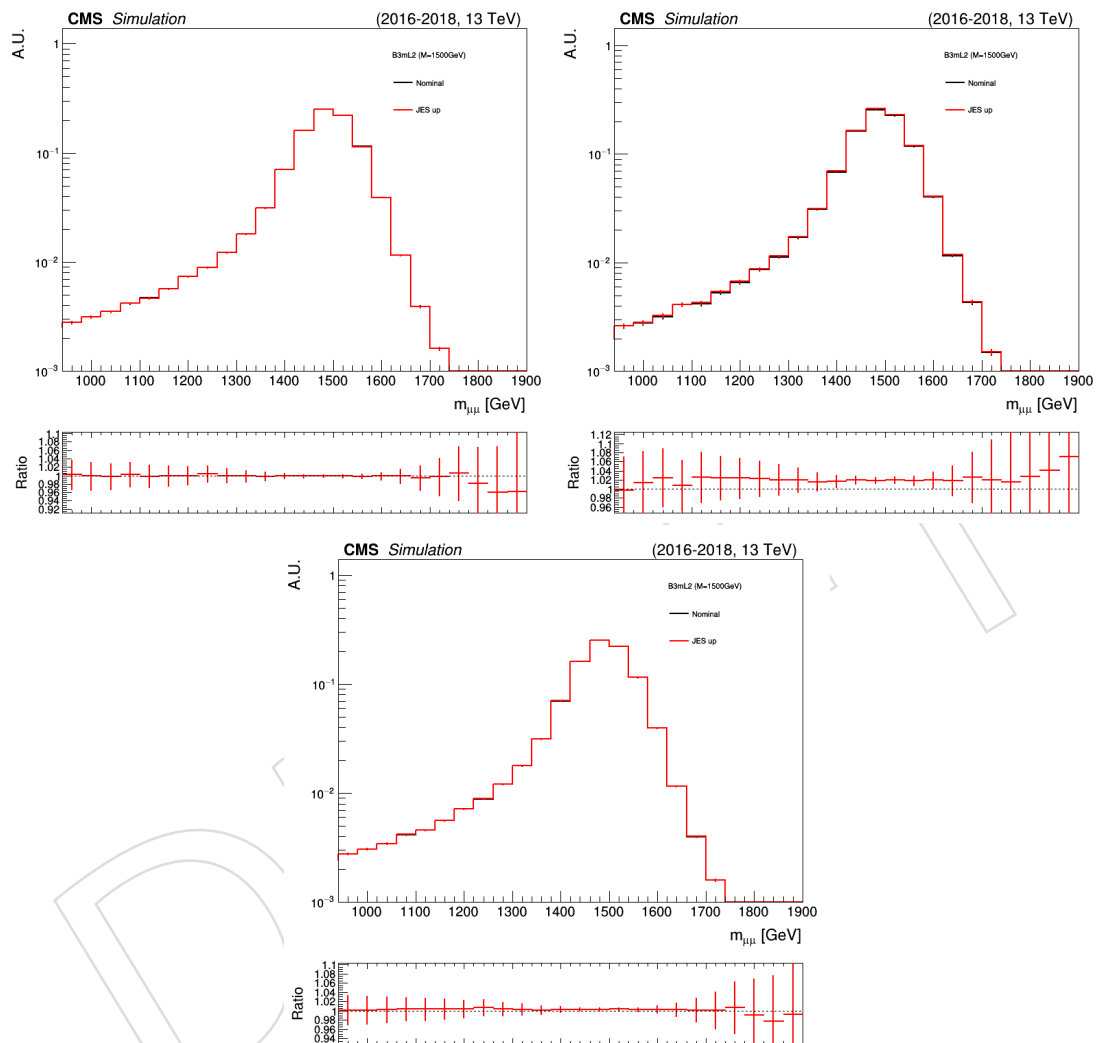 CMS Simulation (2016-2018, 13 TeV)
A.U.
B3mL2 (M=1500GeV)
Nominal
JES up
1
10⁻¹
10⁻²
10⁻³
1000 1100 1200 1300 1400 1500 1600 1700 1800 1900
mμμ [GeV]
Ratio
1.1
1.08
1.06
1.04
1.02
1
0.98
0.96
0.94
0.92
CMS Simulation (2016-2018, 13 TeV)
A.U.
B3mL2 (M=1500GeV)
Nominal
JES up
1
10⁻¹
10⁻²
10⁻³
1000 1100 1200 1300 1400 1500 1600 1700 1800 1900
mμμ [GeV]
Ratio
1.12
1.1
1.08
1.06
1.04
1.02
1
0.98
0.96
CMS Simulation (2016-2018, 13 TeV)
A.U.
B3mL2 (M=1500GeV)
Nominal
JES up
1
10⁻¹
10⁻²
10⁻³
1000 1100 1200 1300 1400 1500 1600 1700 1800 1900
mμμ [GeV]
Ratio
1.1
1.08
1.06
1.04
1.02
1
0.98
0.96
0.94